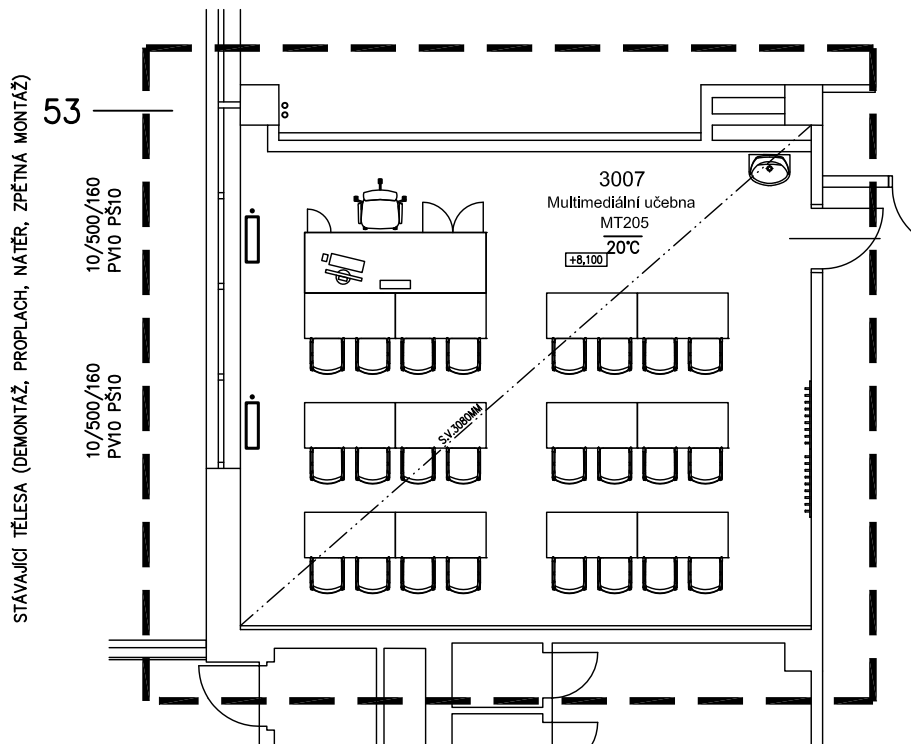 STÁVAJÍCÍ TĚLESA (DEMONTÁŽ, PROPLACH, NÁTĚR, ZPĚTNÁ MONTÁŽ)
53
10/500/160
PV10 PŠ10
10/500/160
PV10 PŠ10
3007
Multimediální učebna
MT205
20°C
+8,100
S.V.3080MM